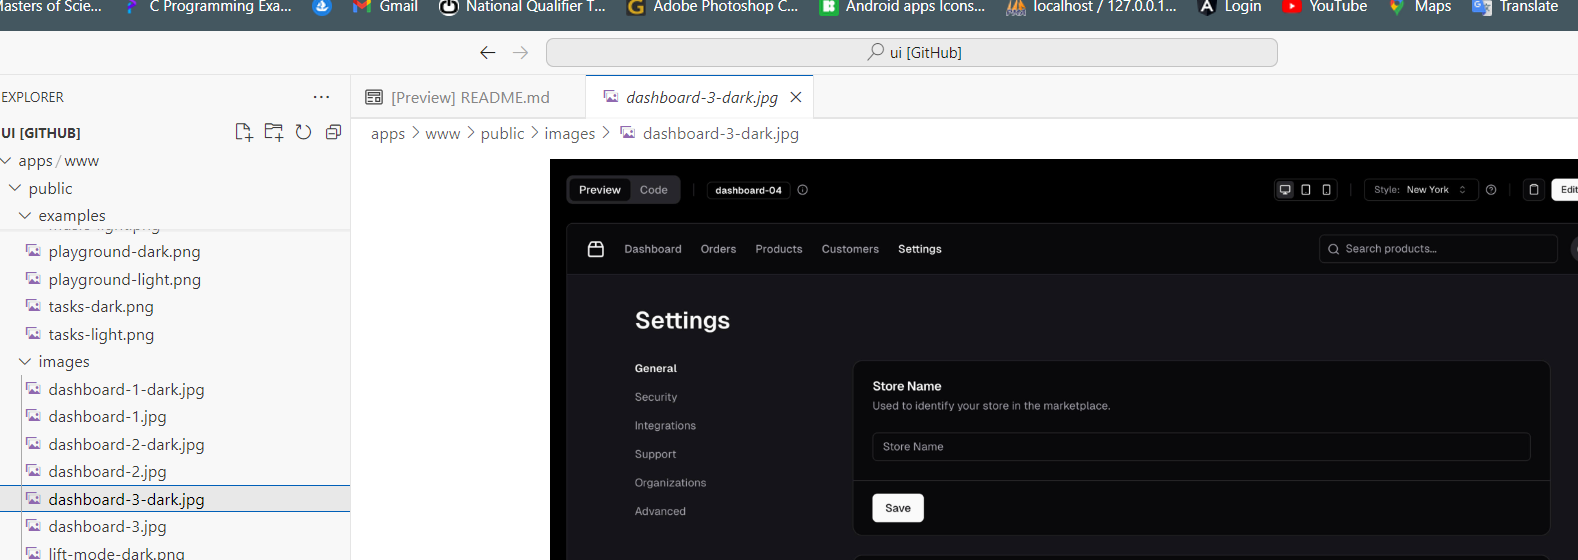 Masters of Scie...
C Programming Exa...
Gmail
National Qualifier T...
Adobe Photoshop C...
Android apps Icons...
localhost / 127.0.0.1...
Login
YouTube
Maps
Translate
ui [GitHub]
EXPLORER
[Preview] README.md
dashboard-3-dark.jpg
UI [GITHUB]
apps > www > public > images > dashboard-3-dark.jpg
apps / www
public
examples
music-light.png
playground-dark.png
playground-light.png
tasks-dark.png
tasks-light.png
images
dashboard-1-dark.jpg
dashboard-1.jpg
dashboard-2-dark.jpg
dashboard-2.jpg
dashboard-3-dark.jpg
dashboard-3.jpg
lift-mode-dark.png
Preview
Code
dashboard-04
Style: New York
Edit
Dashboard
Orders
Products
Customers
Settings
Search products...
Settings
General
Security
Integrations
Support
Organizations
Advanced
Store Name
Used to identify your store in the marketplace.
Store Name
Save